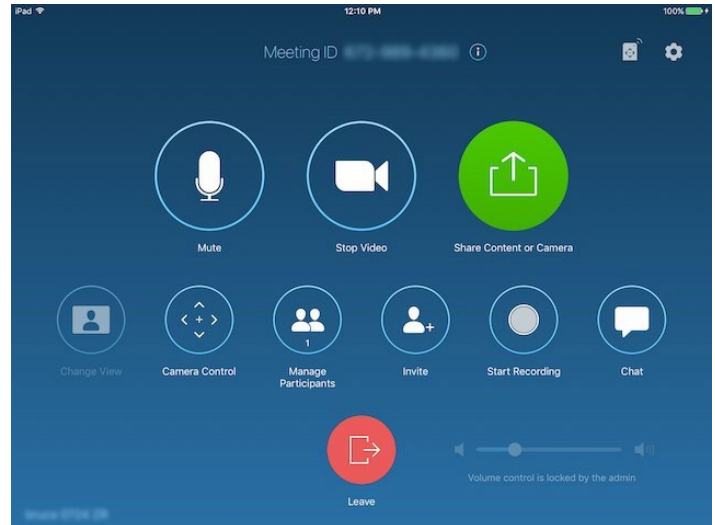 iPad 12:10 PM 100%
Meeting ID
Mute Stop Video Share Content or Camera
Change View Camera Control Manage Participants Invite Start Recording Chat
1
Leave
Volume control is locked by the admin